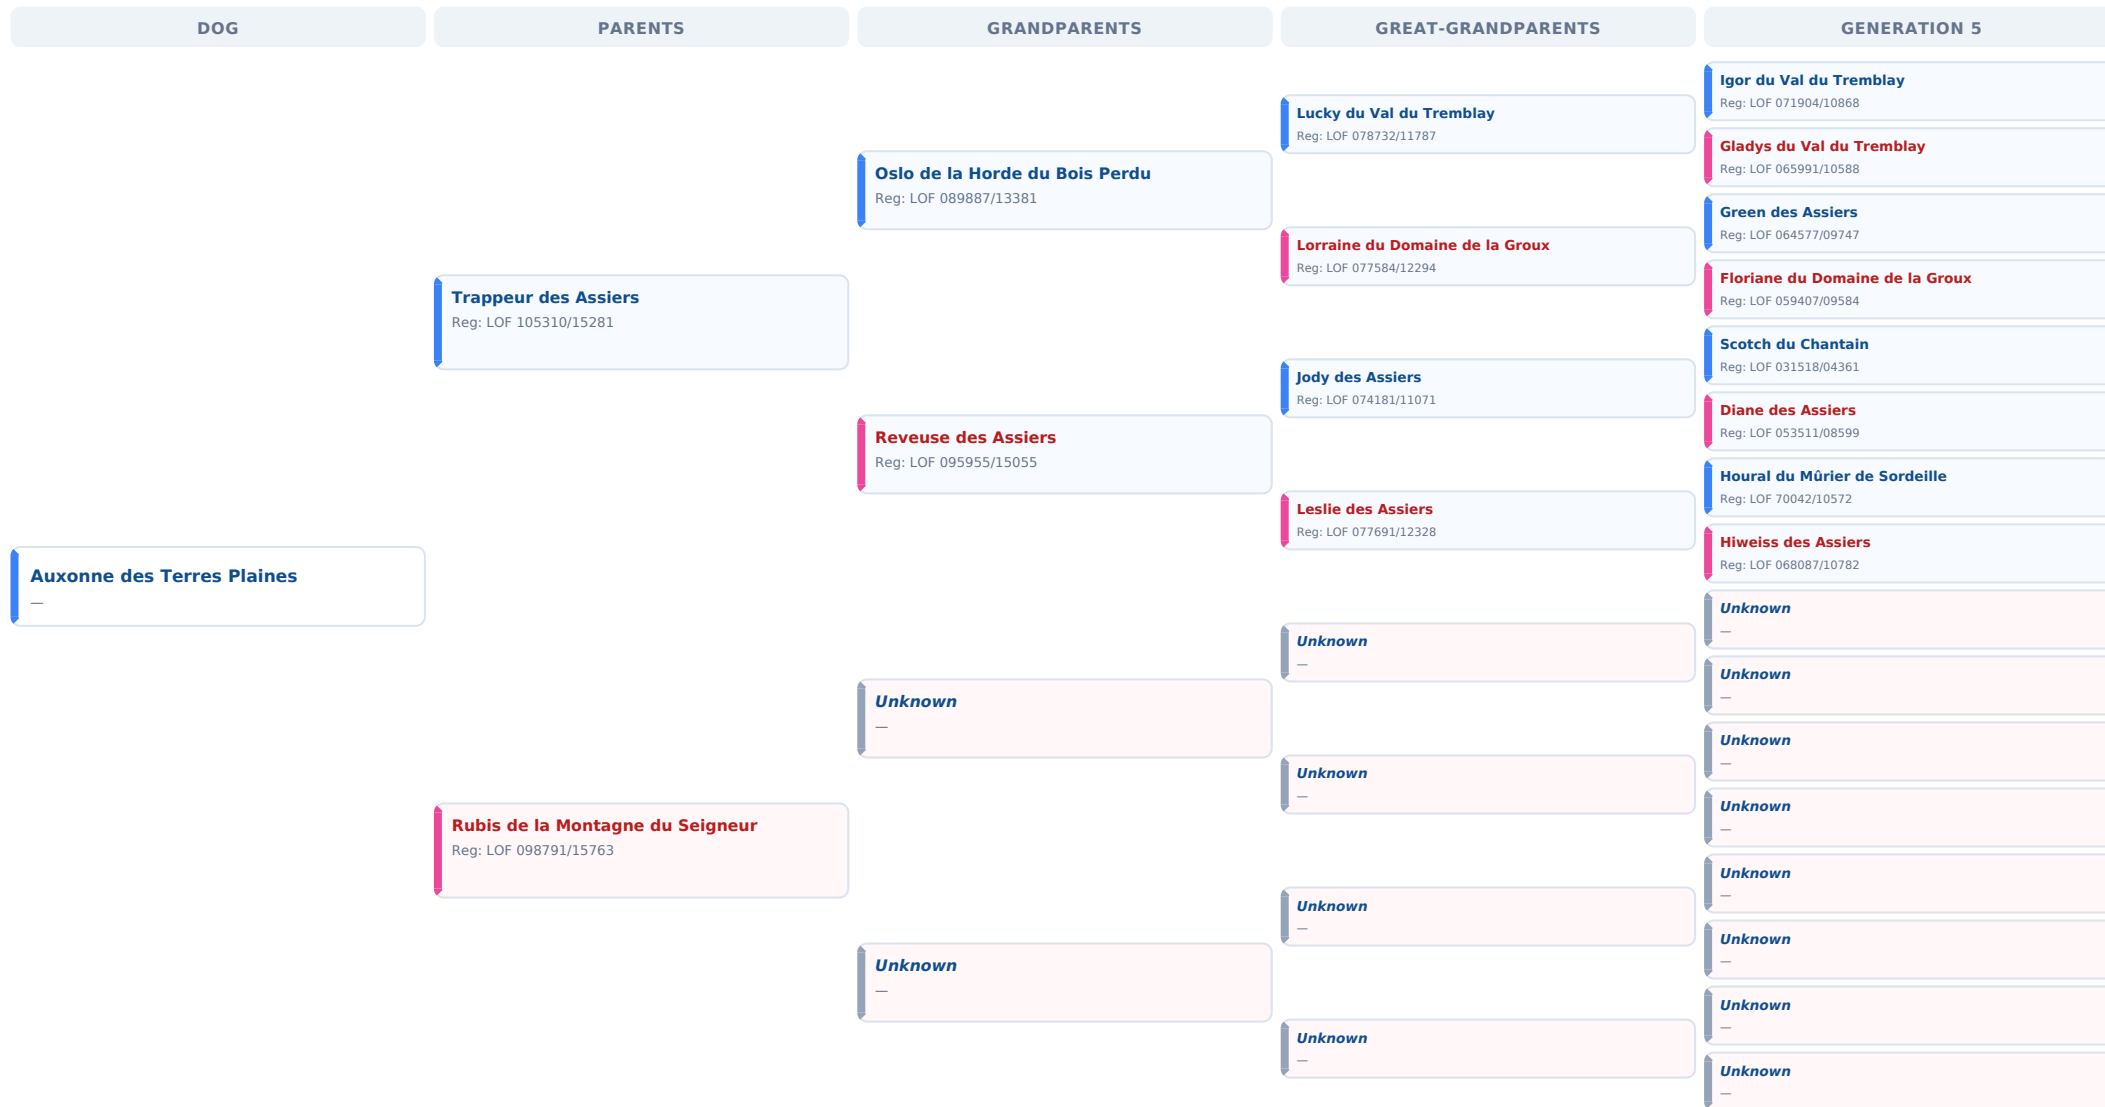 DOG
PARENTS
GRANDPARENTS
GREAT-GRANDPARENTS
GENERATION 5
Auxonne des Terres Plaines
—
Trappeur des Assiers
Reg: LOF 105310/15281
Rubis de la Montagne du Seigneur
Reg: LOF 098791/15763
Oslo de la Horde du Bois Perdu
Reg: LOF 089887/13381
Reveuse des Assiers
Reg: LOF 095955/15055
Unknown
—
Unknown
—
Lucky du Val du Tremblay
Reg: LOF 078732/11787
Lorraine du Domaine de la Groux
Reg: LOF 077584/12294
Jody des Assiers
Reg: LOF 074181/11071
Leslie des Assiers
Reg: LOF 077691/12328
Unknown
—
Unknown
—
Unknown
—
Unknown
—
Igor du Val du Tremblay
Reg: LOF 071904/10868
Gladys du Val du Tremblay
Reg: LOF 065991/10588
Green des Assiers
Reg: LOF 064577/09747
Floriane du Domaine de la Groux
Reg: LOF 059407/09584
Scotch du Chantain
Reg: LOF 031518/04361
Diane des Assiers
Reg: LOF 053511/08599
Houral du Mûrier de Sordeille
Reg: LOF 70042/10572
Hiweiss des Assiers
Reg: LOF 068087/10782
Unknown
—
Unknown
—
Unknown
—
Unknown
—
Unknown
—
Unknown
—
Unknown
—
Unknown
—